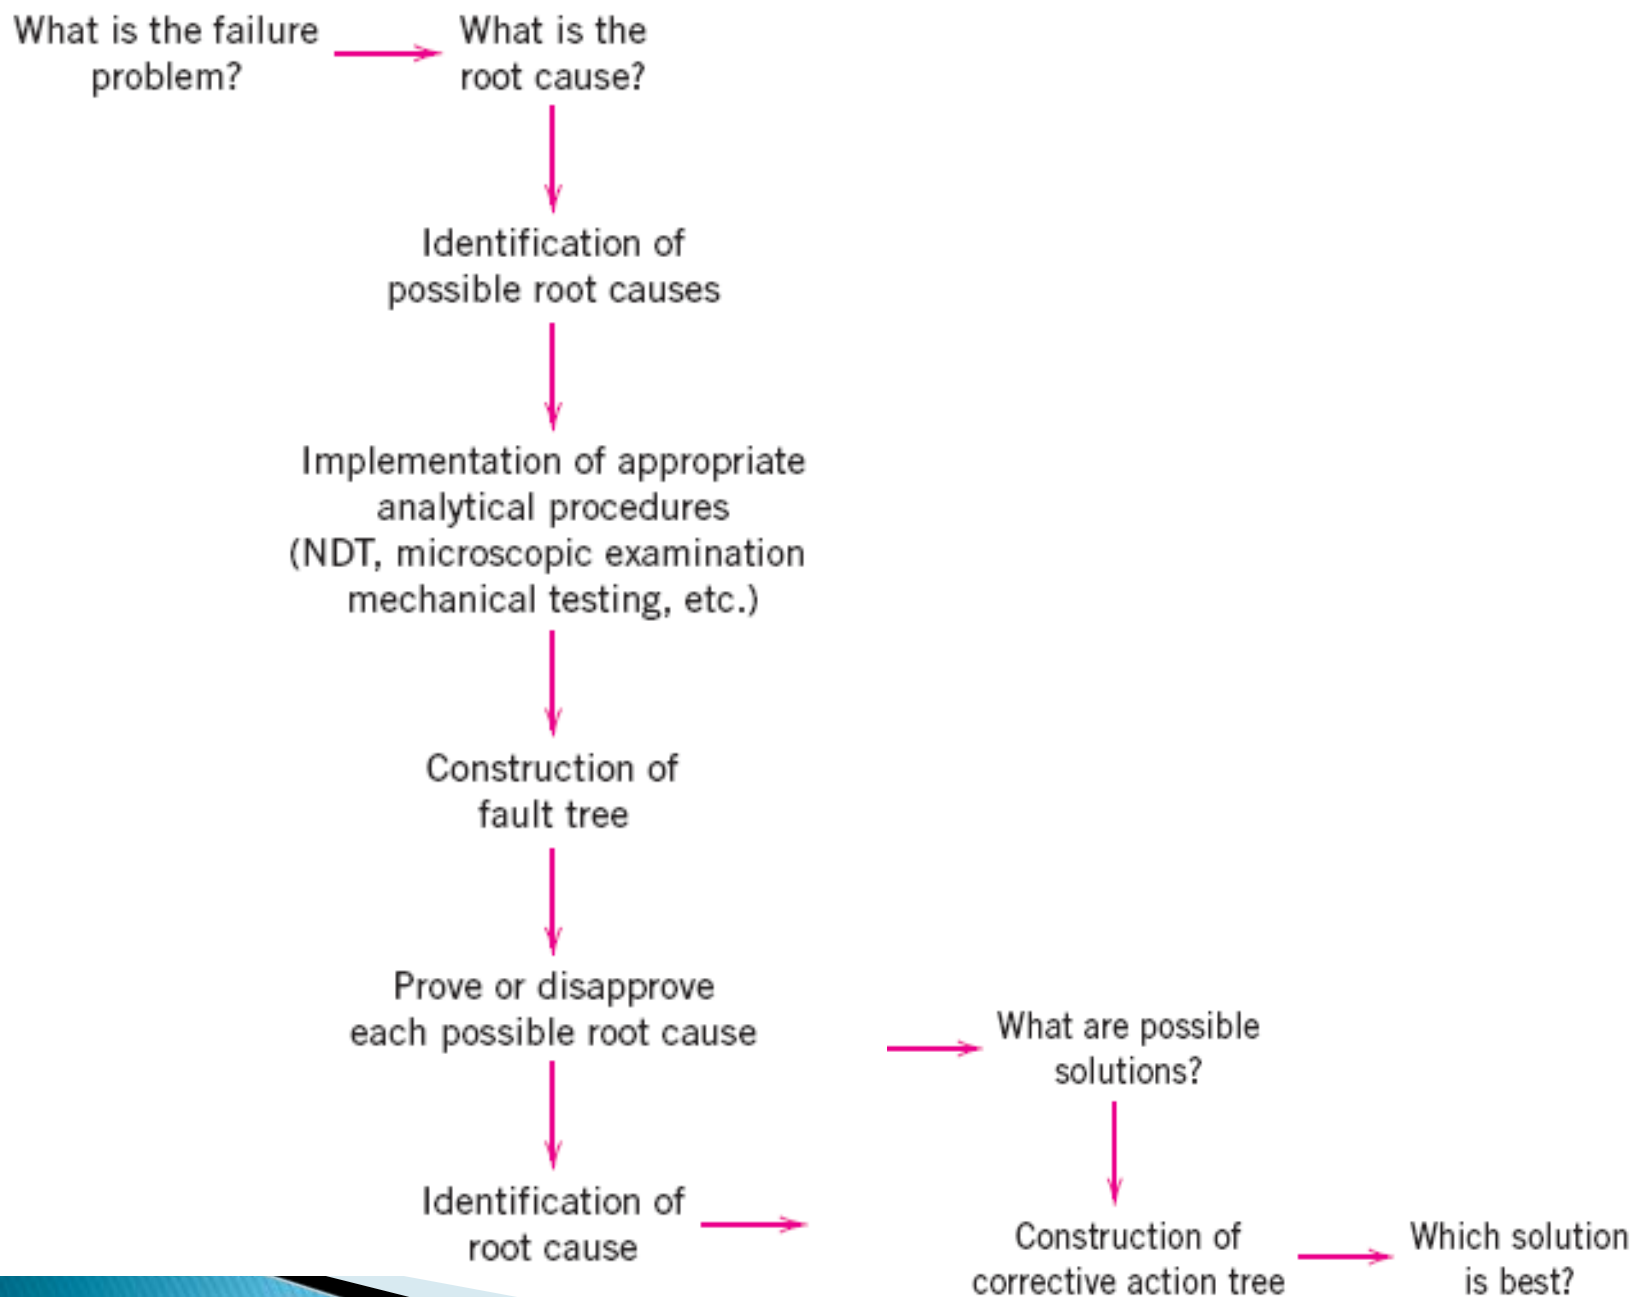 What is the failure
problem?
What is the
root cause?
Identification of
possible root causes
Implementation of appropriate
analytical procedures
(NDT, microscopic examination
mechanical testing, etc.)
Construction of
fault tree
Prove or disapprove
each possible root cause
Identification of
root cause
What are possible
solutions?
Construction of
corrective action tree
Which solution
is best?